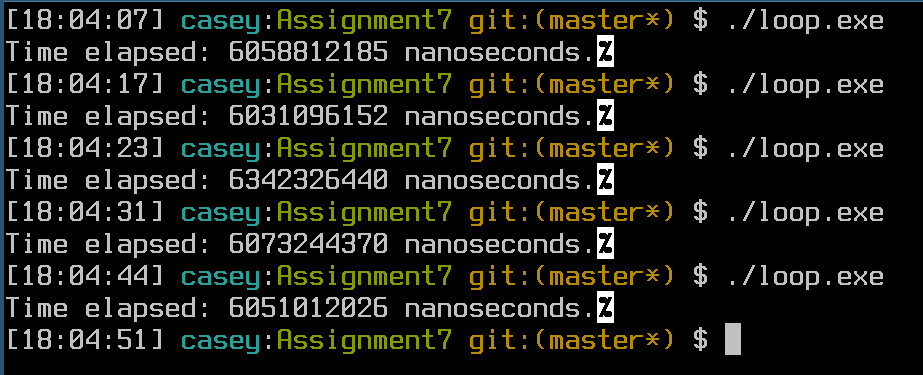 [18:04:07] casey:Assignment7 git:(master*) $ ./loop.exe
Time elapsed: 6058812185 nanoseconds.%
[18:04:17] casey:Assignment7 git:(master*) $ ./loop.exe
Time elapsed: 6031096152 nanoseconds.%
[18:04:23] casey:Assignment7 git:(master*) $ ./loop.exe
Time elapsed: 6342326440 nanoseconds.%
[18:04:31] casey:Assignment7 git:(master*) $ ./loop.exe
Time elapsed: 6073244370 nanoseconds.%
[18:04:44] casey:Assignment7 git:(master*) $ ./loop.exe
Time elapsed: 6051012026 nanoseconds.%
[18:04:51] casey:Assignment7 git:(master*) $